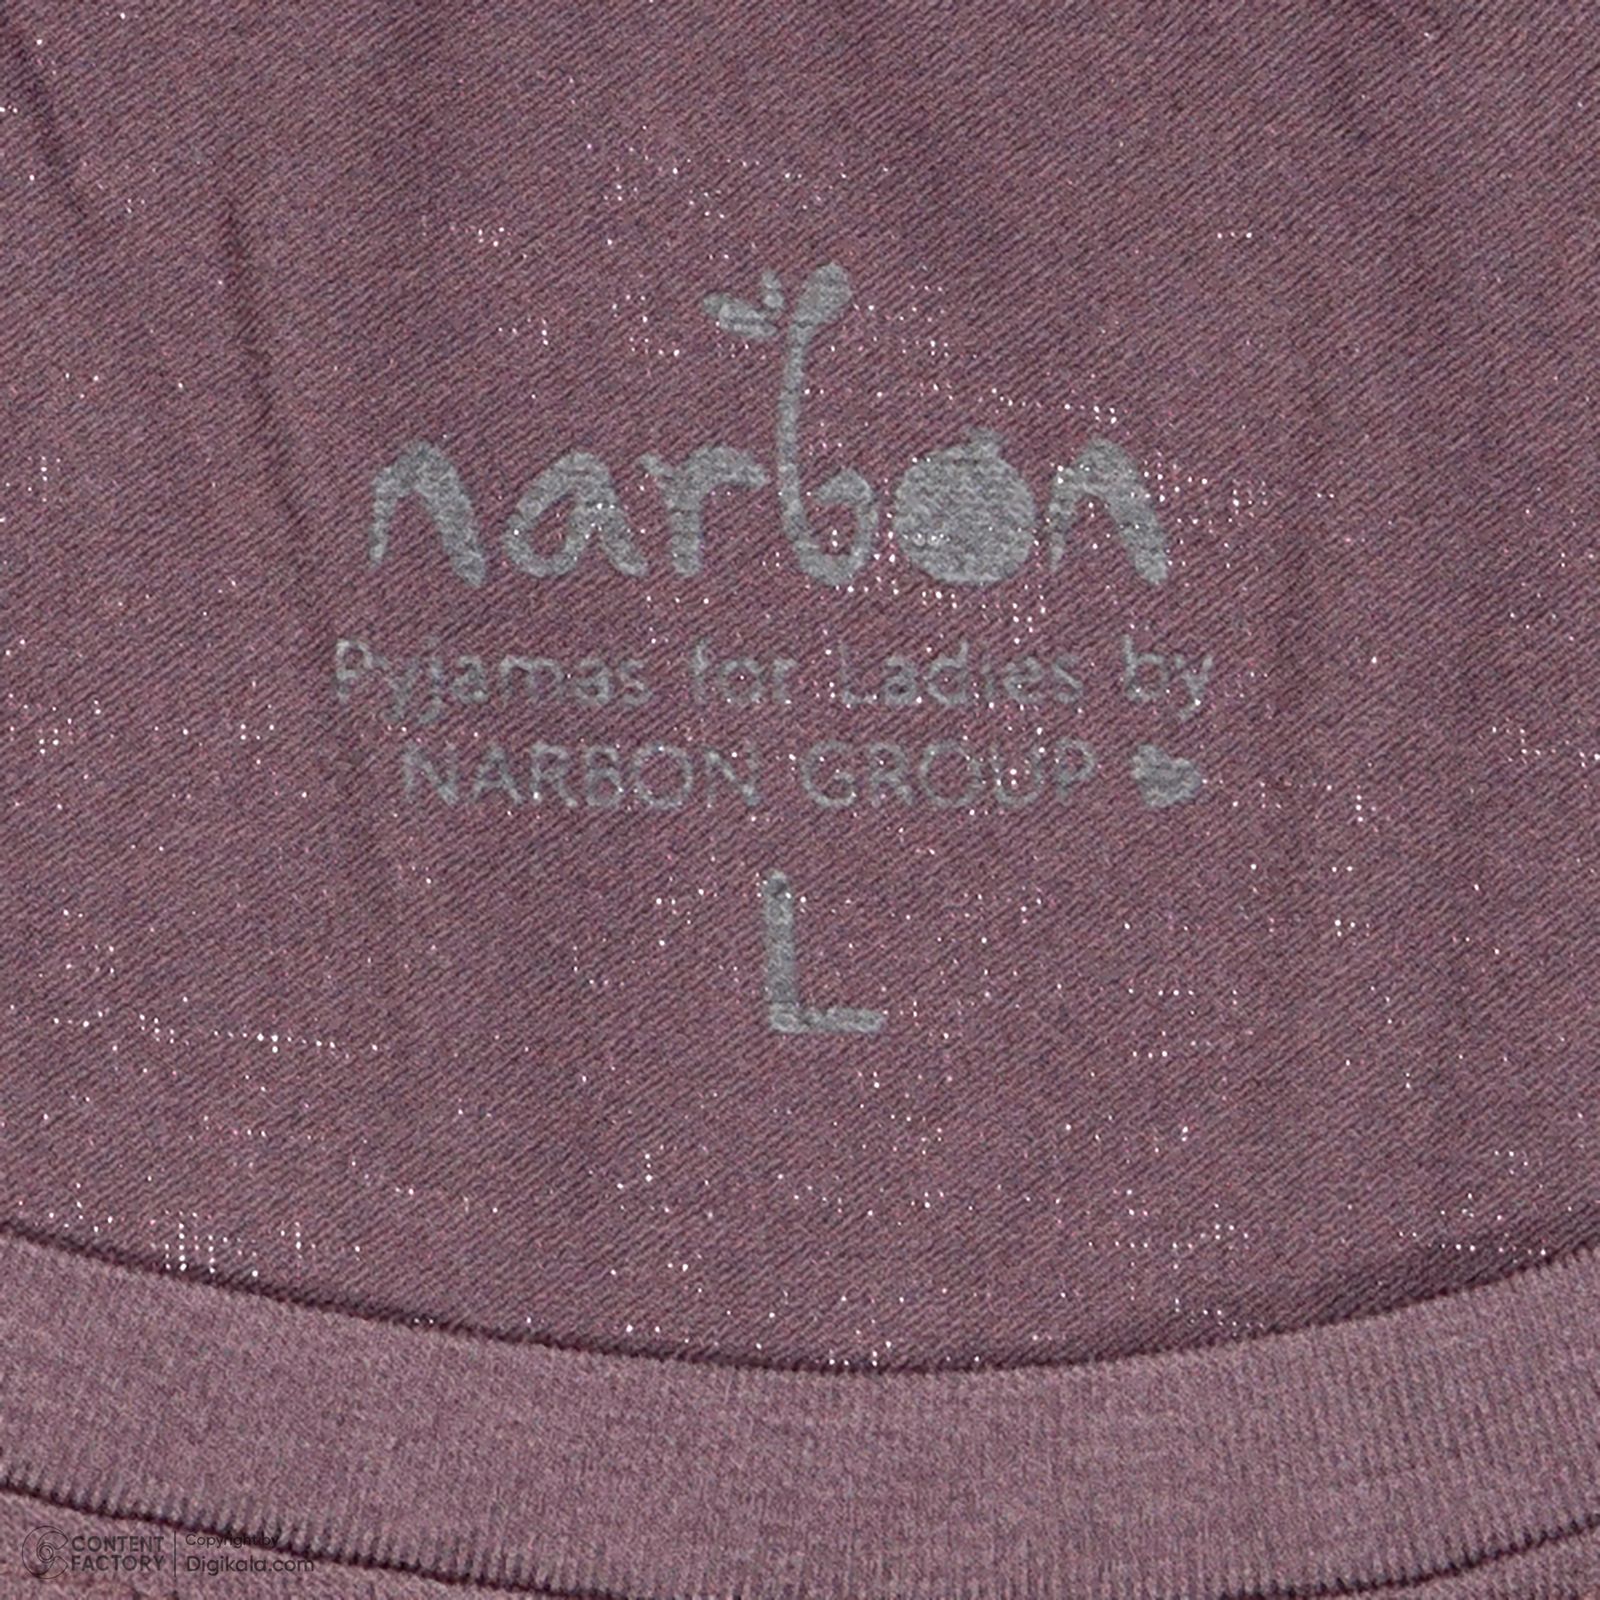 narbon
Pyjamas for Ladies by
NARBON GROUP
L
CONTENT FACTORY
Copyright by
Digikala.com